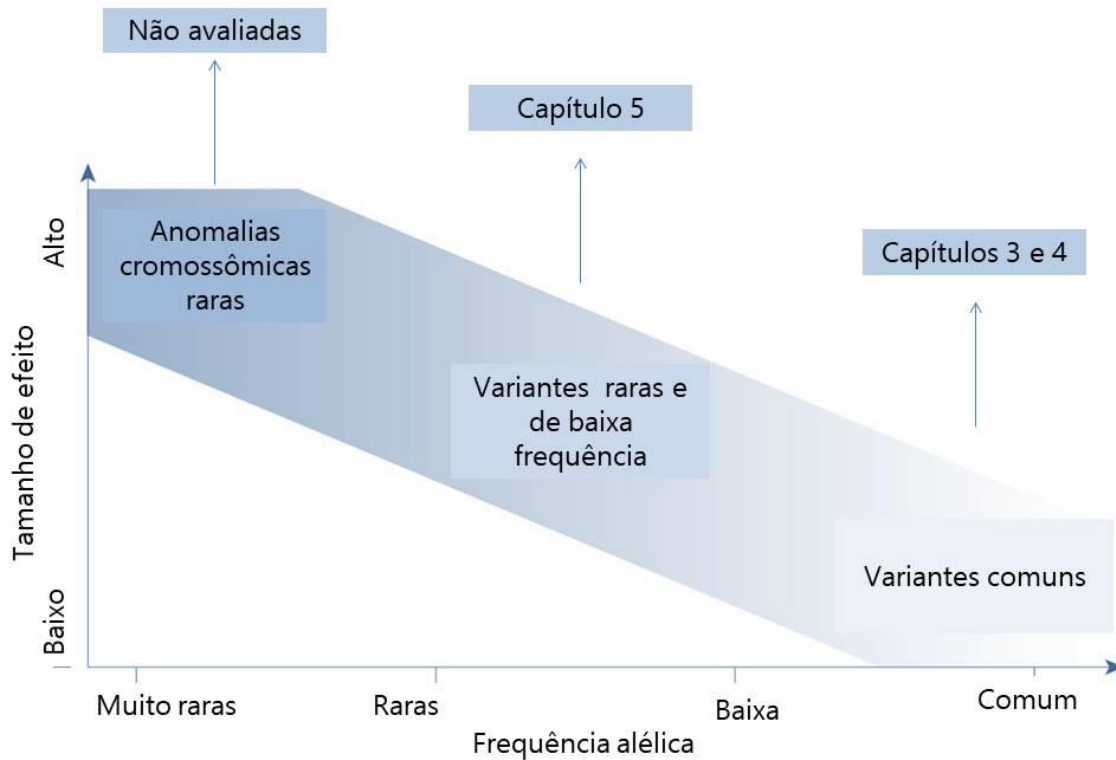 Não avaliadas
Capítulo 5
Capítulos 3 e 4
Anomalias
cromossômicas
raras
Variantes raras e
de baixa
frequência
Variantes comuns
Alto
Tamanho de efeito
Baixo
Muito raras
Raras
Baixa
Comum
Frequência alélica